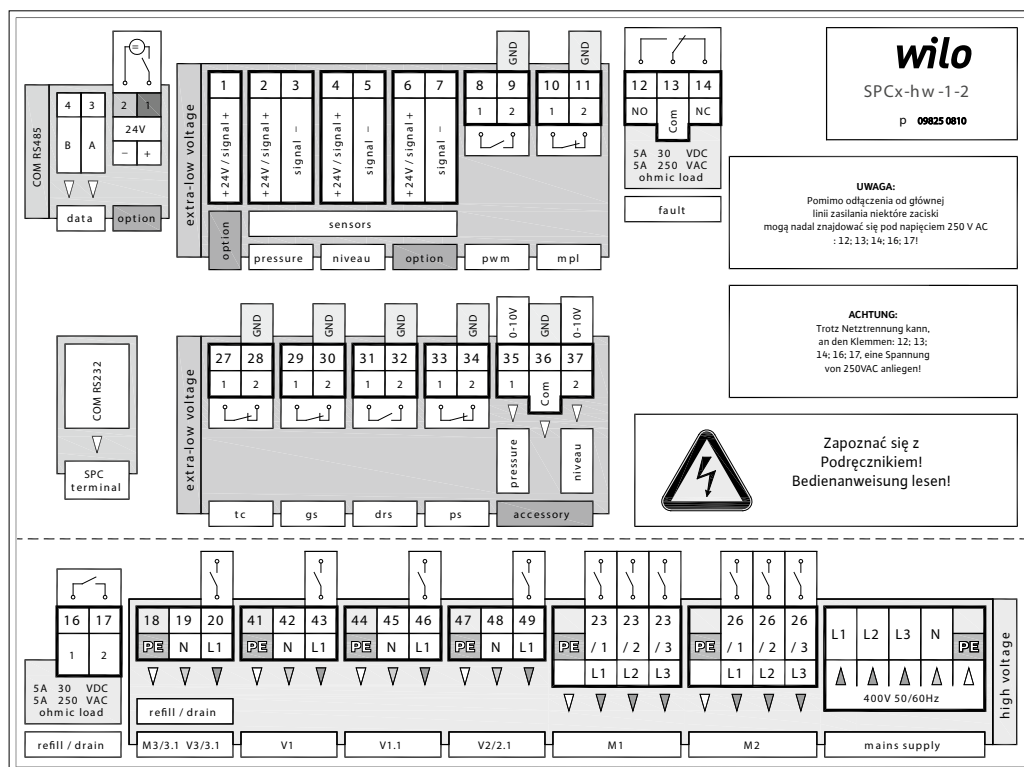 COM RS485
4 3
B A
data
2 1
24V
− +
option
extra-low voltage
1
+24V / signal +
option
2 3
+24V / signal +
signal −
pressure
4 5
+24V / signal +
signal −
niveau
6 7
+24V / signal +
signal −
option
sensors
GND
8 9
1 2
pwm
GND
10 11
1 2
mpl
12 13 14
NO Com NC
5A 30 VDC
5A 250 VAC
ohmic load
fault
wilo
SPCx-hw -1-2
p 09825 0810
UWAGA:
Pomimo odłączenia od głównej
linii zasilania niektóre zaciski
mogą nadal znajdować się pod napięciem 250 V AC
: 12; 13; 14; 16; 17!
ACHTUNG:
Trotz Netztrennung kann,
an den Klemmen: 12; 13;
14; 16; 17, eine Spannung
von 250VAC anliegen!
Zapoznać się z
Podręcznikiem!
Bedienanweisung lesen!
COM RS232
SPC
terminal
extra-low voltage
GND
27 28
1 2
tc
GND
29 30
1 2
gs
GND
31 32
1 2
drs
GND
33 34
1 2
ps
0-10V GND 0-10V
35 36 37
1 Com 2
pressure
niveau
accessory
16 17
1 2
5A 30 VDC
5A 250 VAC
ohmic load
refill / drain
18 19 20
PE N L1
refill / drain
M3/3.1 V3/3.1
41 42 43
PE N L1
V1
44 45 46
PE N L1
V1.1
47 48 49
PE N L1
V2/2.1
23 23 23
PE / 1 / 2 / 3
L1 L2 L3
M1
26 26 26
PE / 1 / 2 / 3
L1 L2 L3
M2
L1 L2 L3 N PE
400V 50/60Hz
mains supply
high voltage